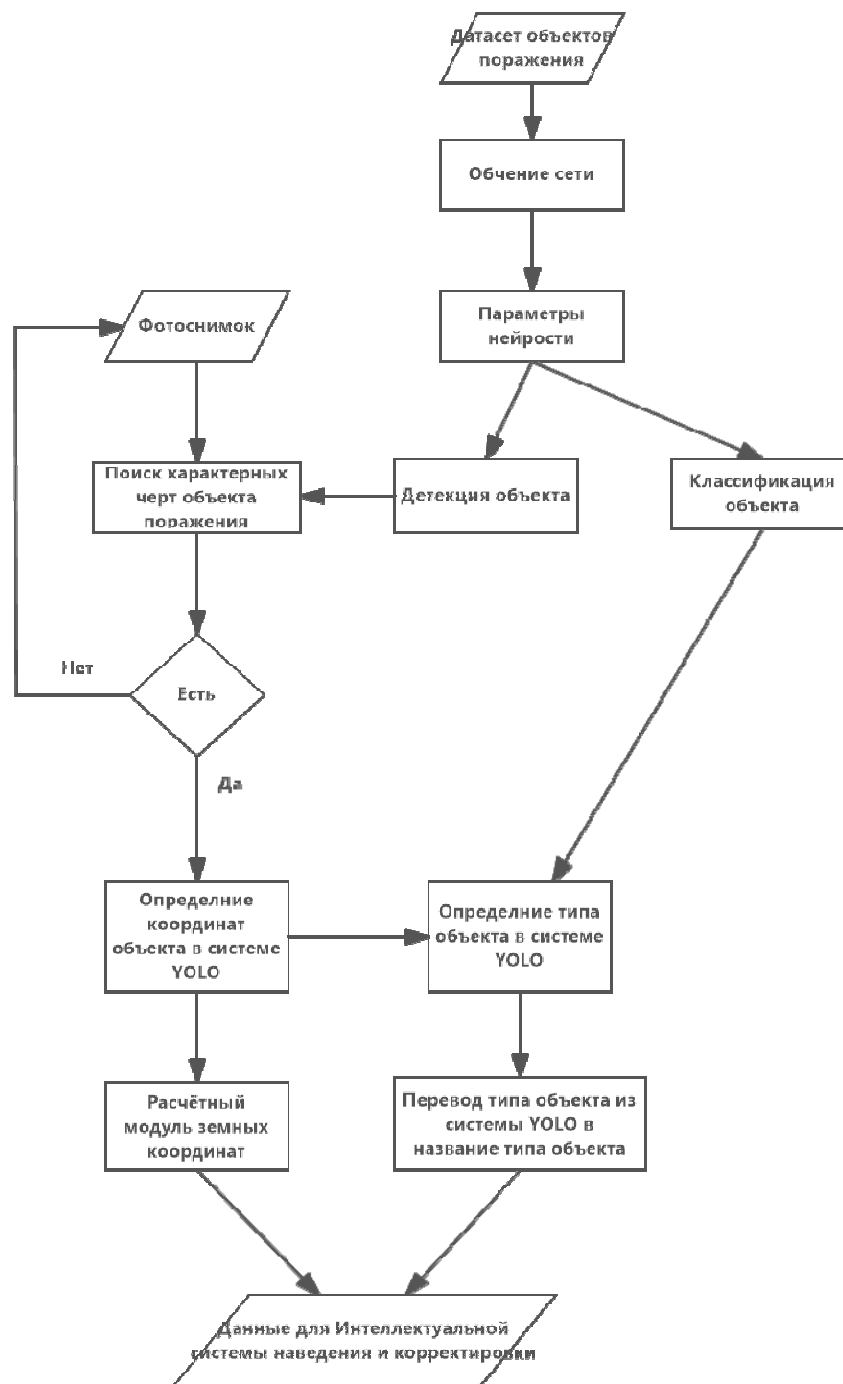 Датасет объектов
поражения
Обчение сети
Параметры
нейрости
Фотоснимок
Поиск характерных
черт объекта
поражения
Детекция объекта
Классификация
объекта
Нет
Есть
Да
Определние
координат
объекта в системе
YOLO
Определние типа
объекта в системе
YOLO
Расчётный
модуль земных
координат
Перевод типа объекта из
системы YOLO в
название типа объекта
Данные для Интеллектуальной
системы наведения и корректировки